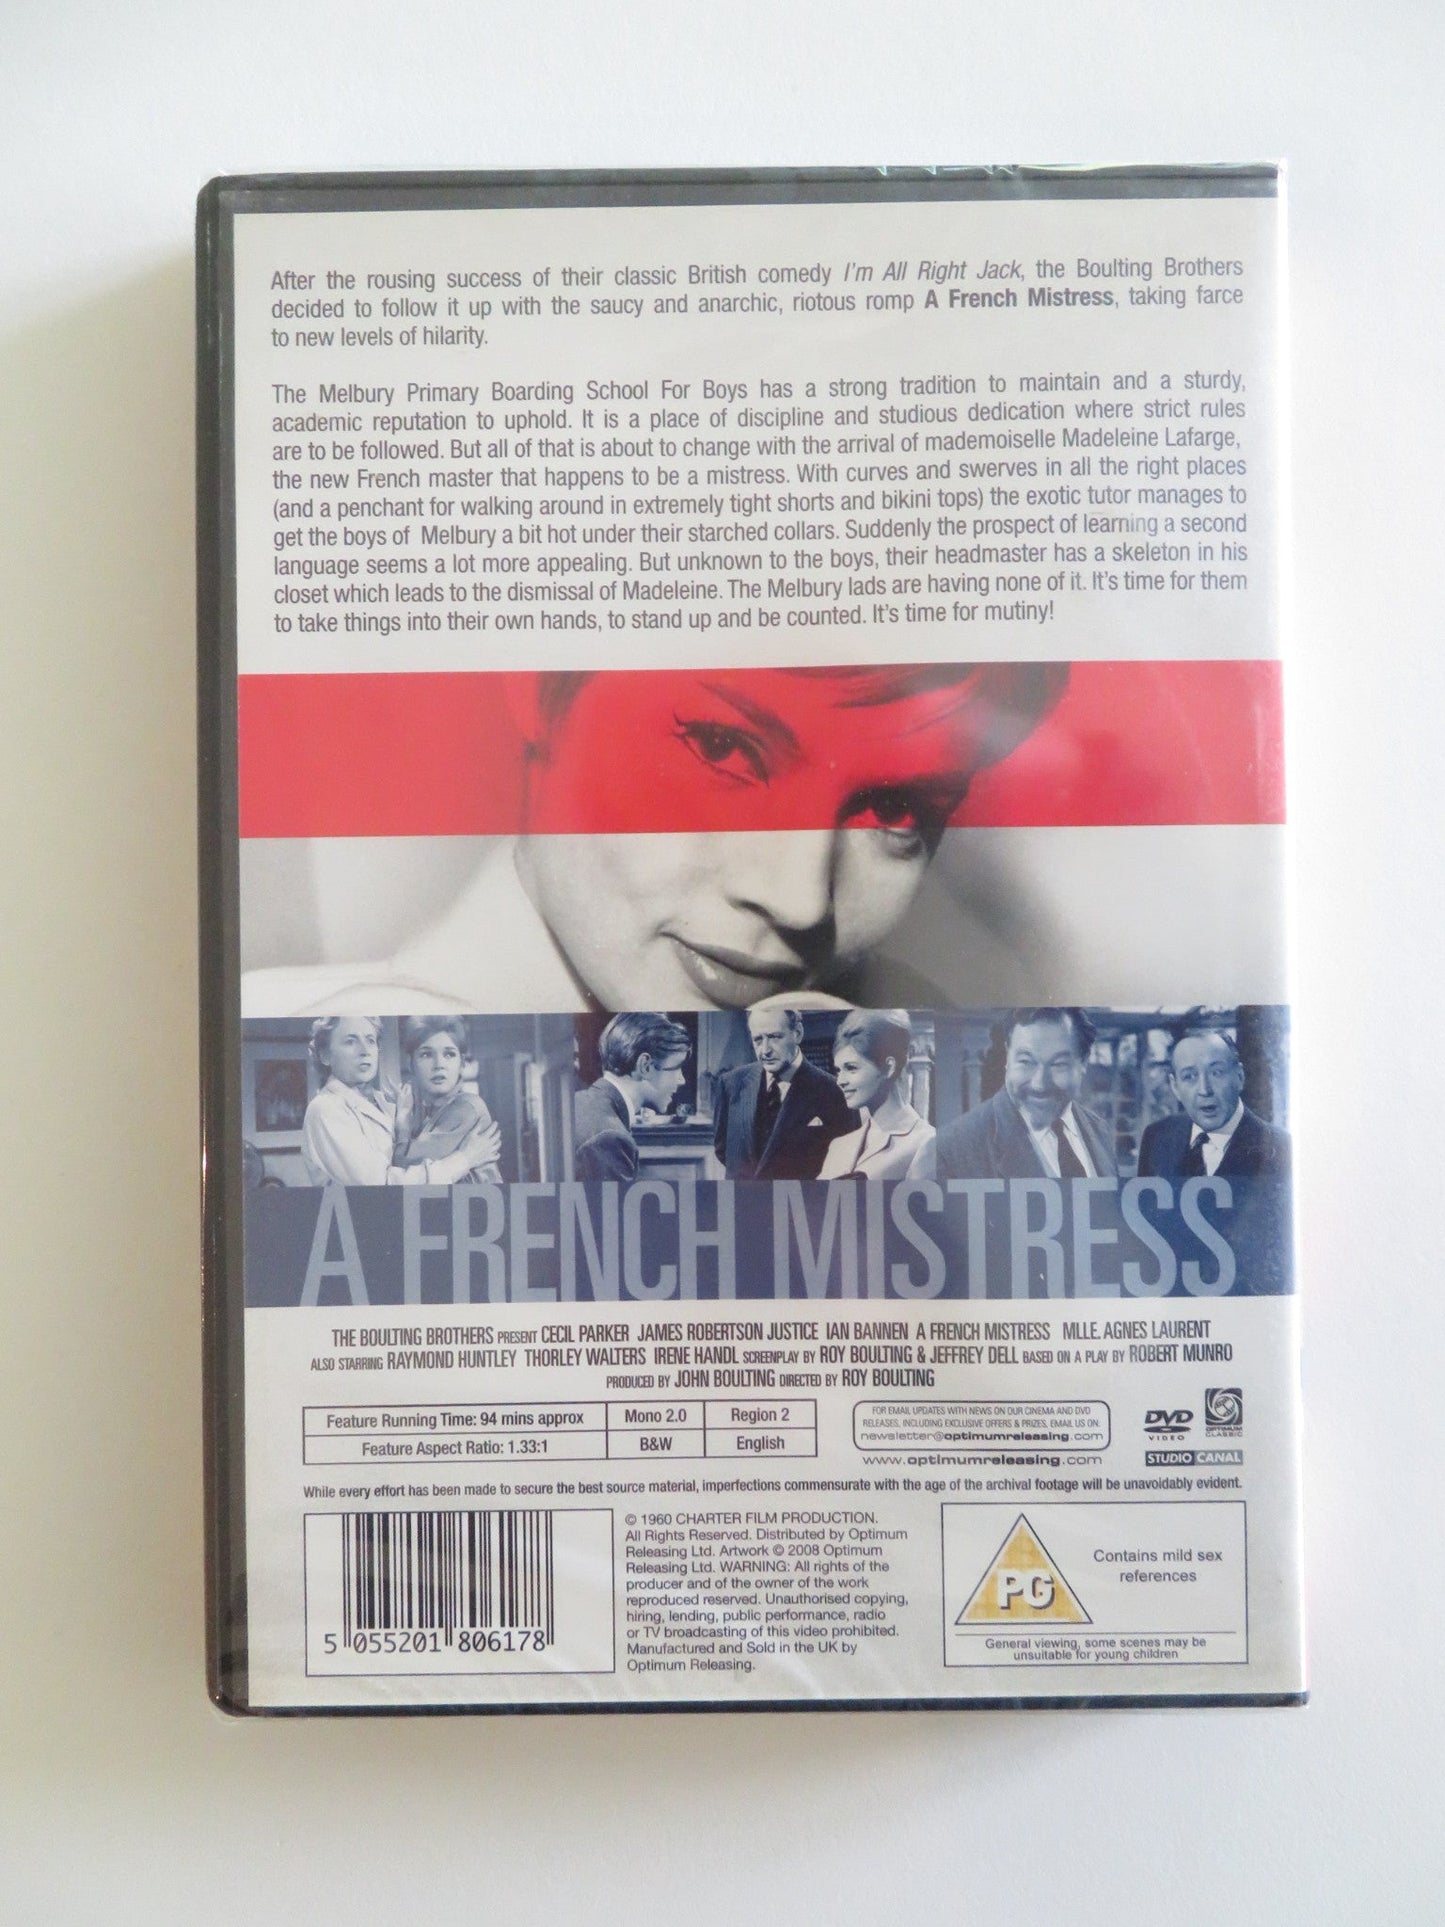 After the rousing success of their classic British comedy I'm All Right Jack, the Boulting Brothers
decided to follow it up with the saucy and anarchic, riotous romp A French Mistress, taking farce
to new levels of hilarity.
The Melbury Primary Boarding School For Boys has a strong tradition to maintain and a sturdy,
academic reputation to uphold. It is a place of discipline and studious dedication where strict rules
are to be followed. But all of that is about to change with the arrival of mademoiselle Madeleine Lafarge,
the new French master that happens to be a mistress. With curves and swerves in all the right places
(and a penchant for walking around in extremely tight shorts and bikini tops) the exotic tutor manages to
get the boys of Melbury a bit hot under their starched collars. Suddenly the prospect of learning a second
language seems a lot more appealing. But unknown to the boys, their headmaster has a skeleton in his
closet which leads to the dismissal of Madeleine. The Melbury lads are having none of it. It's time for them
to take things into their own hands, to stand up and be counted. It's time for mutiny!
A FRENCH MISTRESS
THE BOULTING BROTHERS PRESENT CECIL PARKER JAMES ROBERTSON JUSTICE IAN BANNEN A FRENCH MISTRESS MLLE. AGNES LAURENT
ALSO STARRING RAYMOND HUNTLEY THORLEY WALTERS IRENE HANDL SCREENPLAY BY ROY BOULTING & JEFFREY DELL BASED ON A PLAY BY ROBERT MUNRO
PRODUCED BY JOHN BOULTING DIRECTED BY ROY BOULTING
Feature Running Time: 94 mins approx
Mono 2.0
Region 2
Feature Aspect Ratio: 1.33:1
B&W
English
FOR EMAIL UPDATES WITH NEWS ON OUR CINEMA AND DVD
RELEASES, INCLUDING EXCLUSIVE OFFERS & PRIZES, EMAIL US ON:
newsletter@optimumreleasing.com
www.optimumreleasing.com
DVD
VIDEO
OPTIMUM
CLASSIC
STUDIO CANAL
While every effort has been made to secure the best source material, imperfections commensurate with the age of the archival footage will be unavoidably evident.
5 055201 806178
© 1960 CHARTER FILM PRODUCTION.
All Rights Reserved. Distributed by Optimum
Releasing Ltd. Artwork © 2008 Optimum
Releasing Ltd. WARNING: All rights of the
producer and of the owner of the work
reproduced reserved. Unauthorised copying,
hiring, lending, public performance, radio
or TV broadcasting of this video prohibited.
Manufactured and Sold in the UK by
Optimum Releasing.
PG
Contains mild sex
references
General viewing, some scenes may be
unsuitable for young children